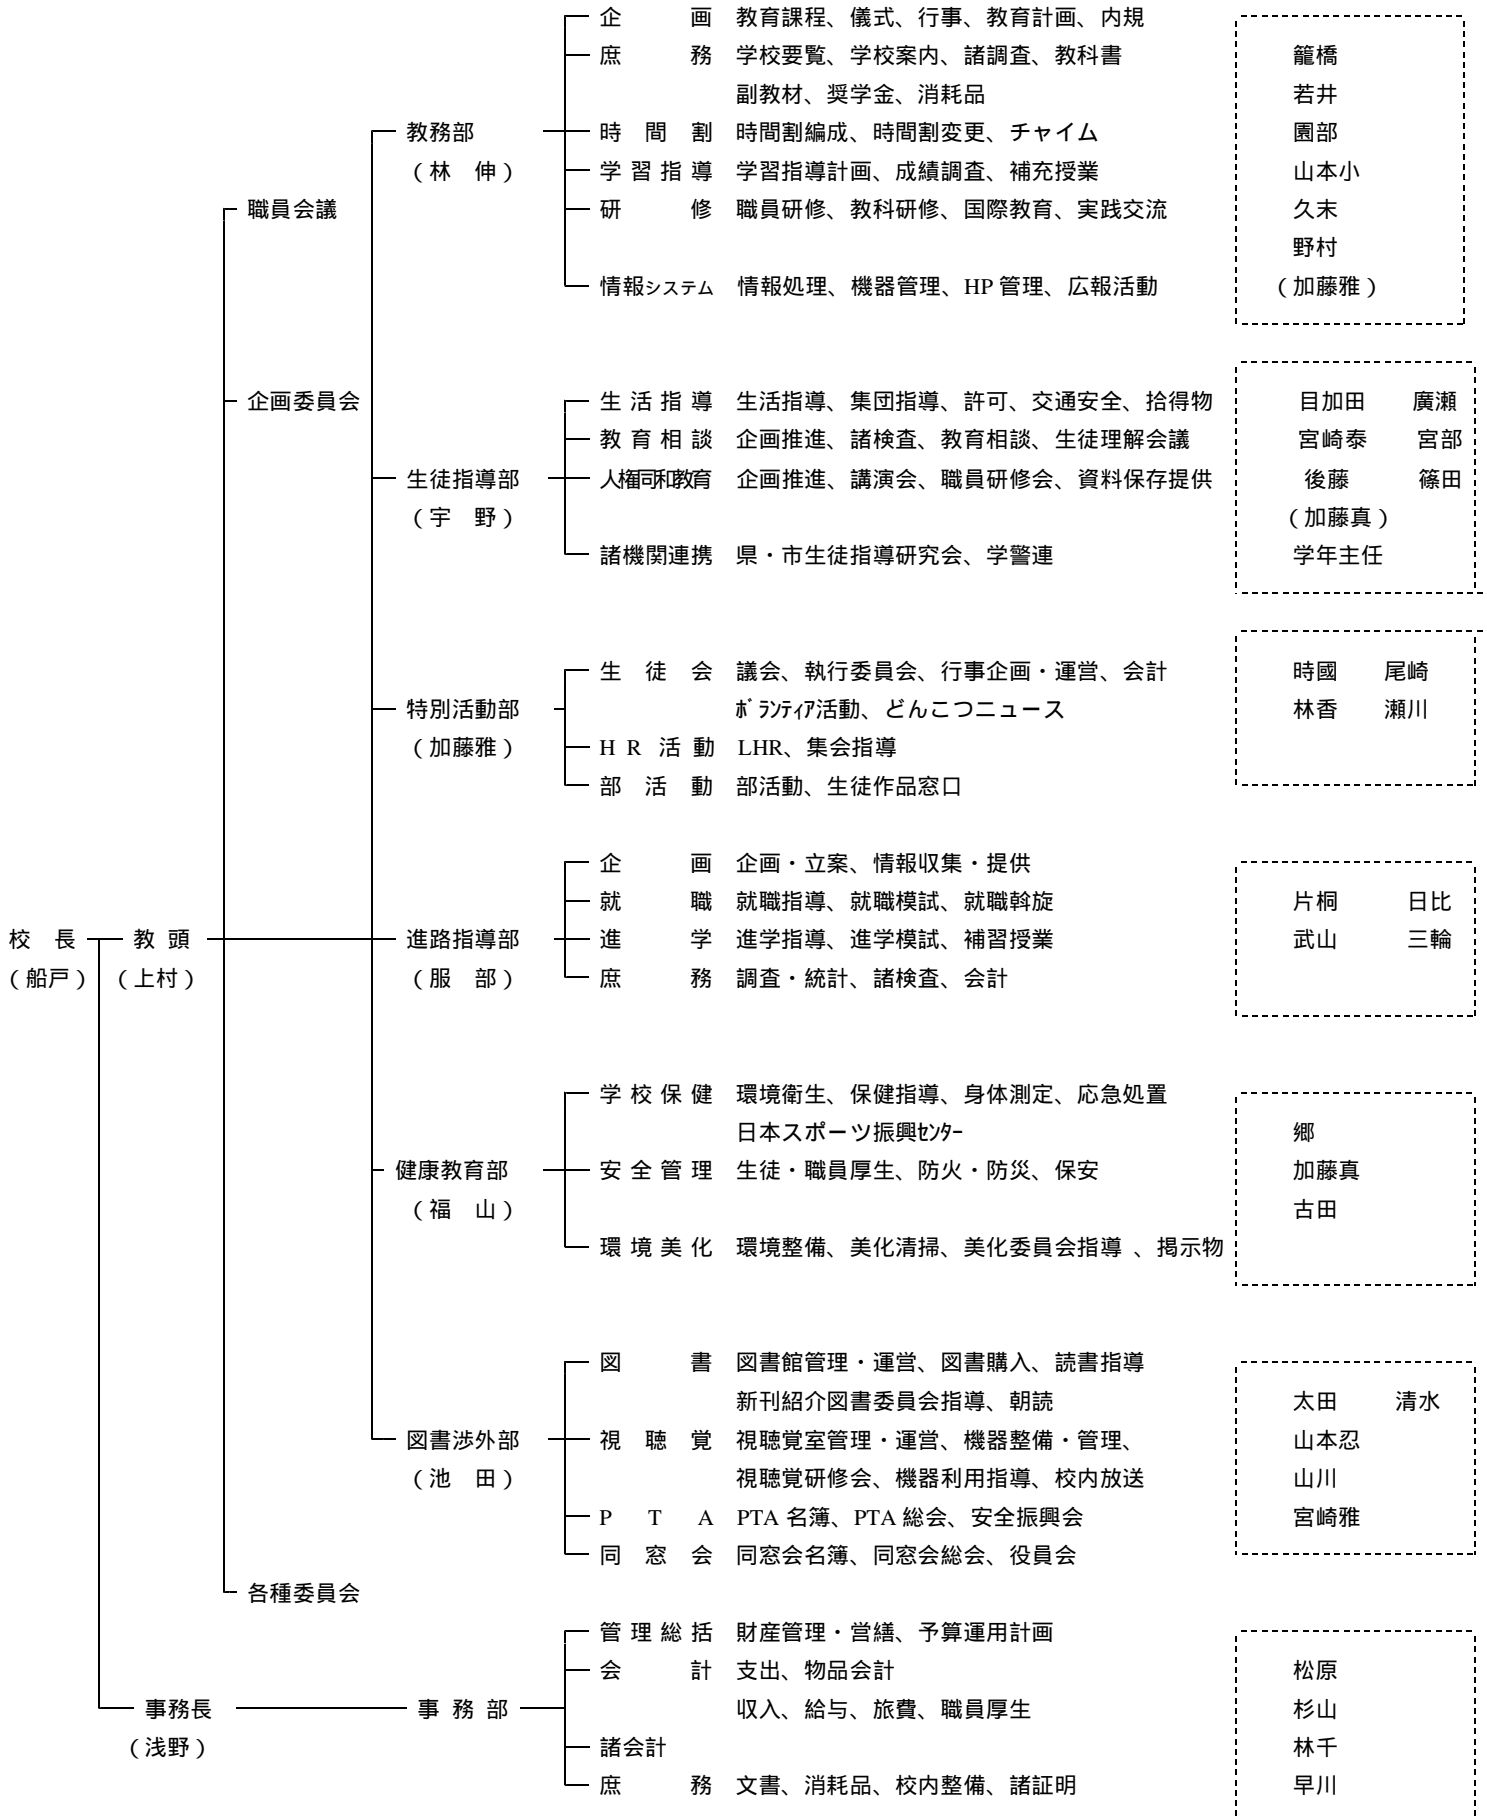 企　　画　教育課程、儀式、行事、教育計画、内規
庶　　務　学校要覧、学校案内、諸調査、教科書　籠橋
副教材、奨学金、消耗品　若井
教務部　時　間　割　時間割編成、時間割変更、チャイム　園部
（林　伸）　学習指導　学習指導計画、成績調査、補充授業　山本小
職員会議　研　　修　職員研修、教科研修、国際教育、実践交流　久末
野村
情報システム　情報処理、機器管理、HP 管理、広報活動　（加藤雅）
企画委員会　生活指導　生活指導、集団指導、許可、交通安全、拾得物　目加田　廣瀬
教育相談　企画推進、諸検査、教育相談、生徒理解会議　宮崎泰　宮部
生徒指導部　人権同和教育　企画推進、講演会、職員研修会、資料保存提供　後藤　篠田
（宇　野）　（加藤真）
諸機関連携　県・市生徒指導研究会、学警連　学年主任
生　徒　会　議会、執行委員会、行事企画・運営、会計　時國　尾崎
特別活動部　ﾎﾞﾗﾝﾃｨｱ活動、どんこつニュース　林香　瀬川
（加藤雅）　H R 活 動　LHR、集会指導
部　活　動　部活動、生徒作品窓口
企　　画　企画・立案、情報収集・提供
就　　職　就職指導、就職模試、就職斡旋　片桐　日比
校　長　教 頭　進路指導部　進　　学　進学指導、進学模試、補習授業　武山　三輪
（船戸）　（上村）　（服　部）　庶　　務　調査・統計、諸検査、会計
学校保健　環境衛生、保健指導、身体測定、応急処置
日本スポーツ振興ｾﾝﾀｰ　郷
健康教育部　安全管理　生徒・職員厚生、防火・防災、保安　加藤真
（福　山）　古田
環境美化　環境整備、美化清掃、美化委員会指導 、掲示物
図　　書　図書館管理・運営、図書購入、読書指導
新刊紹介図書委員会指導、朝読　太田　清水
図書渉外部　視　聴　覚　視聴覚室管理・運営、機器整備・管理、　山本忍
（池　田）　視聴覚研修会、機器利用指導、校内放送　山川
P　T　A　PTA 名簿、PTA 総会、安全振興会　宮崎雅
同　窓　会　同窓会名簿、同窓会総会、役員会
各種委員会
管理総括　財産管理・営繕、予算運用計画
会　　計　支出、物品会計　松原
事務長　事 務 部　収入、給与、旅費、職員厚生　杉山
（浅野）　諸会計　林千
庶　　務　文書、消耗品、校内整備、諸証明　早川